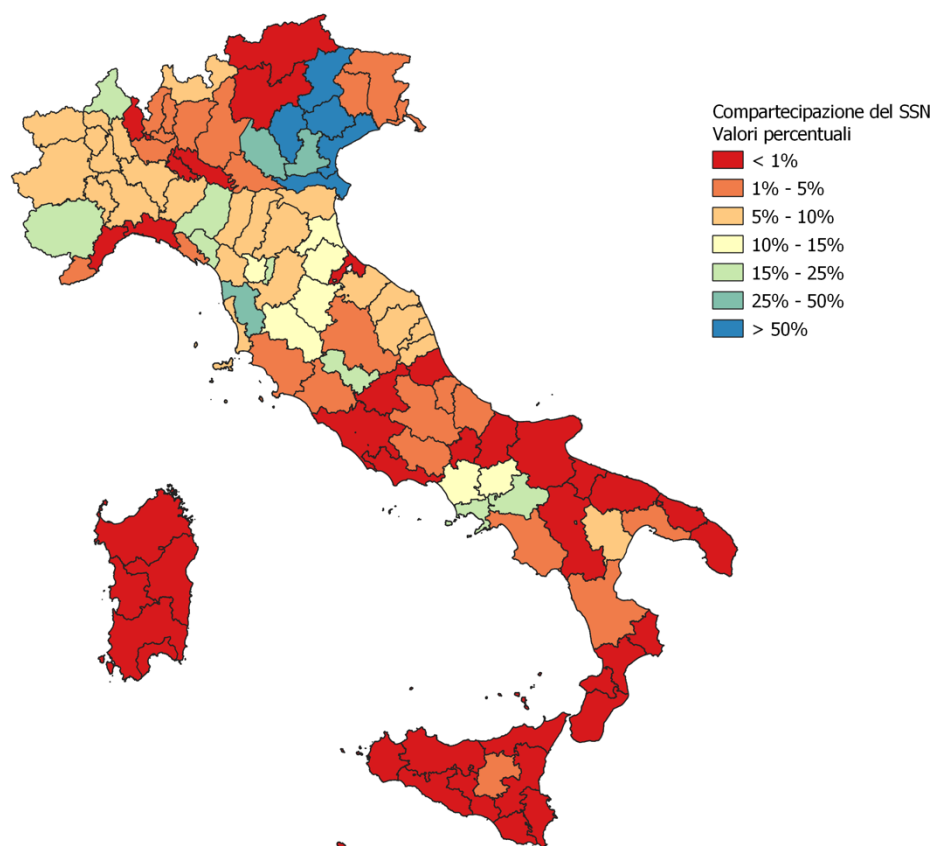 Compartecipazione del SSN
Valori percentuali
< 1%
1% - 5%
5% - 10%
10% - 15%
15% - 25%
25% - 50%
> 50%